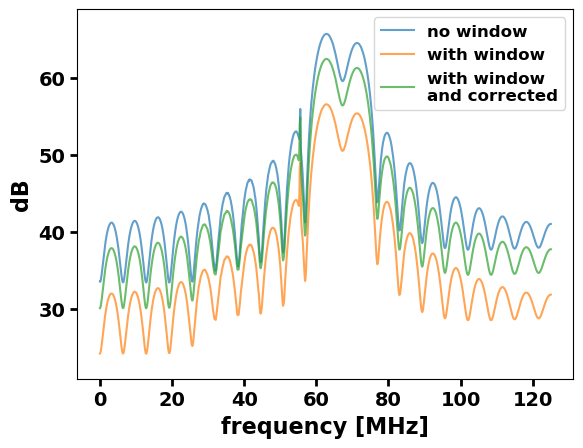 no window
with window
with window
and corrected
60
50
40
30
dB
0 20 40 60 80 100 120
frequency [MHz]